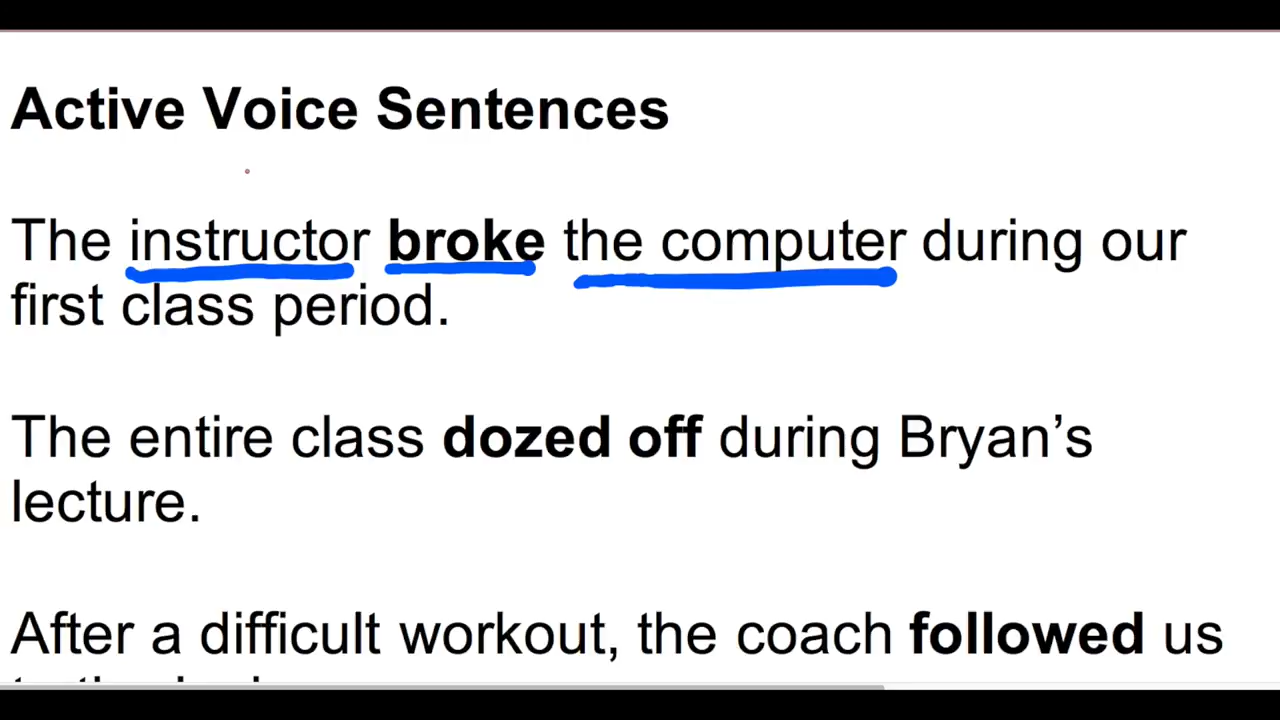 Active Voice Sentences
The instructor broke the computer during our
first class period.
The entire class dozed off during Bryan’s
lecture.
After a difficult workout, the coach followed us